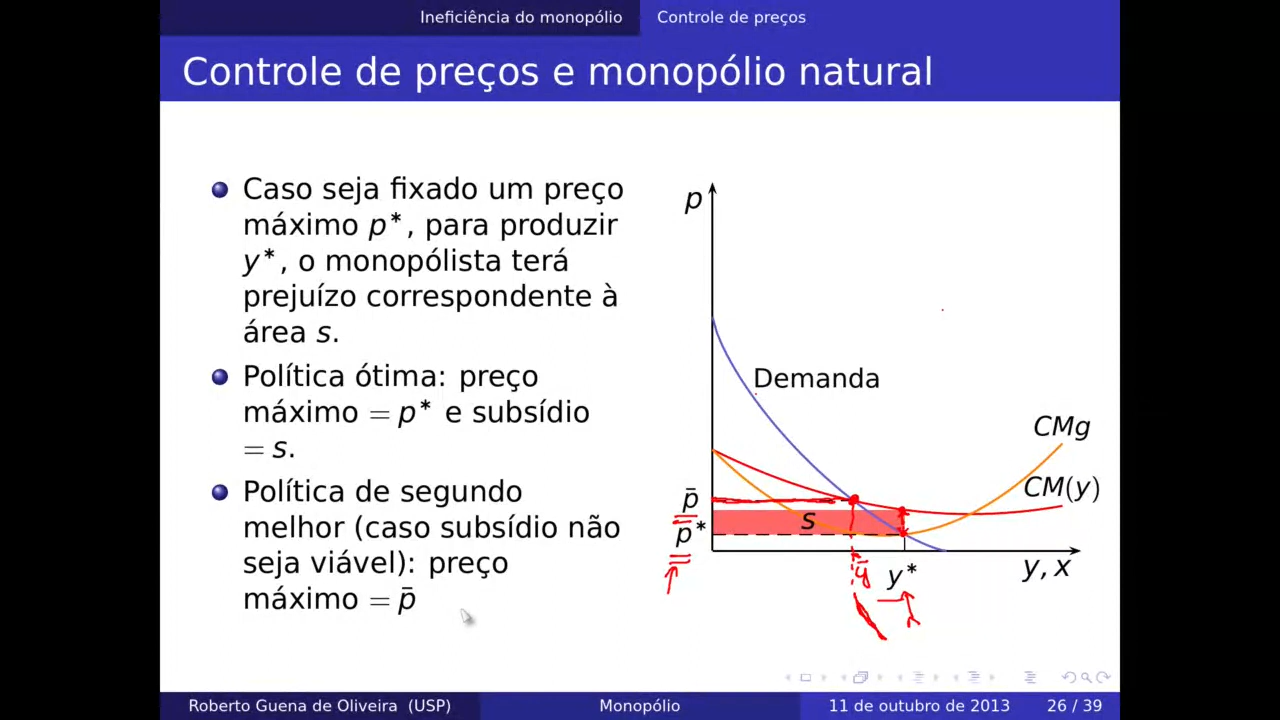 Ineficiência do monopólio Controle de preços
Controle de preços e monopólio natural
Caso seja fixado um preço
máximo p*, para produzir
y*, o monopólista terá
prejuízo correspondente à
área s.
Política ótima: preço
máximo = p* e subsídio
= s.
Política de segundo
melhor (caso subsídio não
seja viável): preço
máximo = p̄
p
Demanda
CMg
CM(y)
p̄
s
p*
ȳ
y*
y, x
Roberto Guena de Oliveira (USP) Monopólio 11 de outubro de 2013 26 / 39